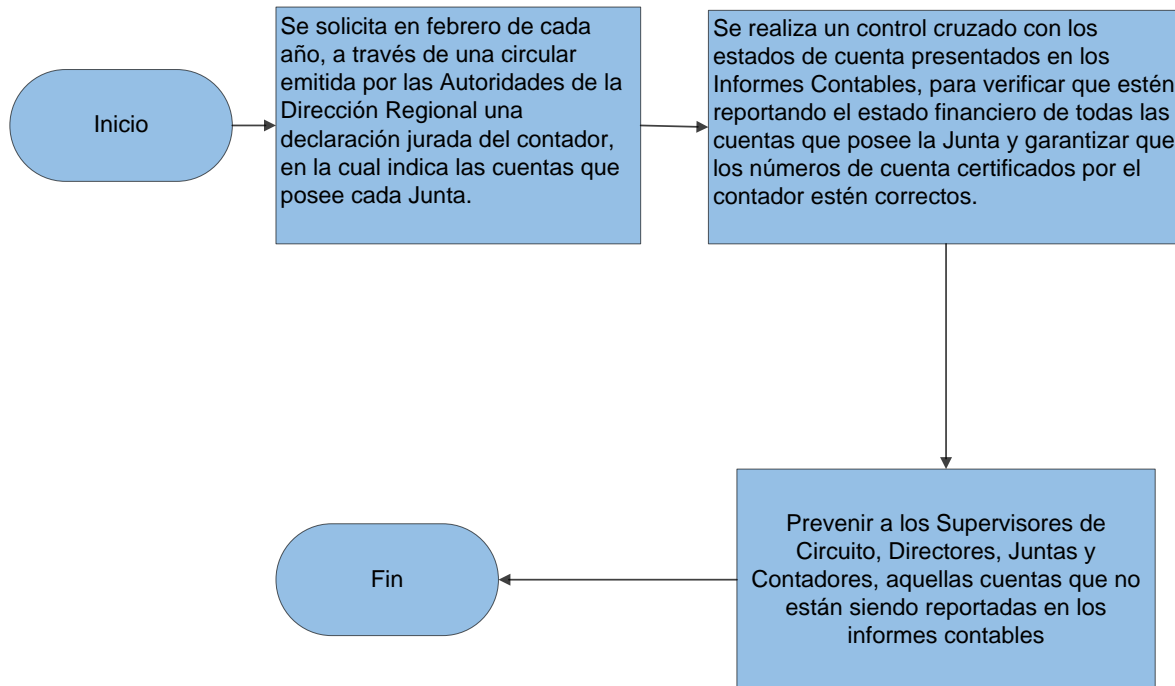 Inicio
Se solicita en febrero de cada
año, a través de una circular
emitida por las Autoridades de la
Dirección Regional una
declaración jurada del contador,
en la cual indica las cuentas que
posee cada Junta.
Se realiza un control cruzado con los
estados de cuenta presentados en los
Informes Contables, para verificar que estén
reportando el estado financiero de todas las
cuentas que posee la Junta y garantizar que
los números de cuenta certificados por el
contador estén correctos.
Prevenir a los Supervisores de
Circuito, Directores, Juntas y
Contadores, aquellas cuentas que no
están siendo reportadas en los
informes contables
Fin